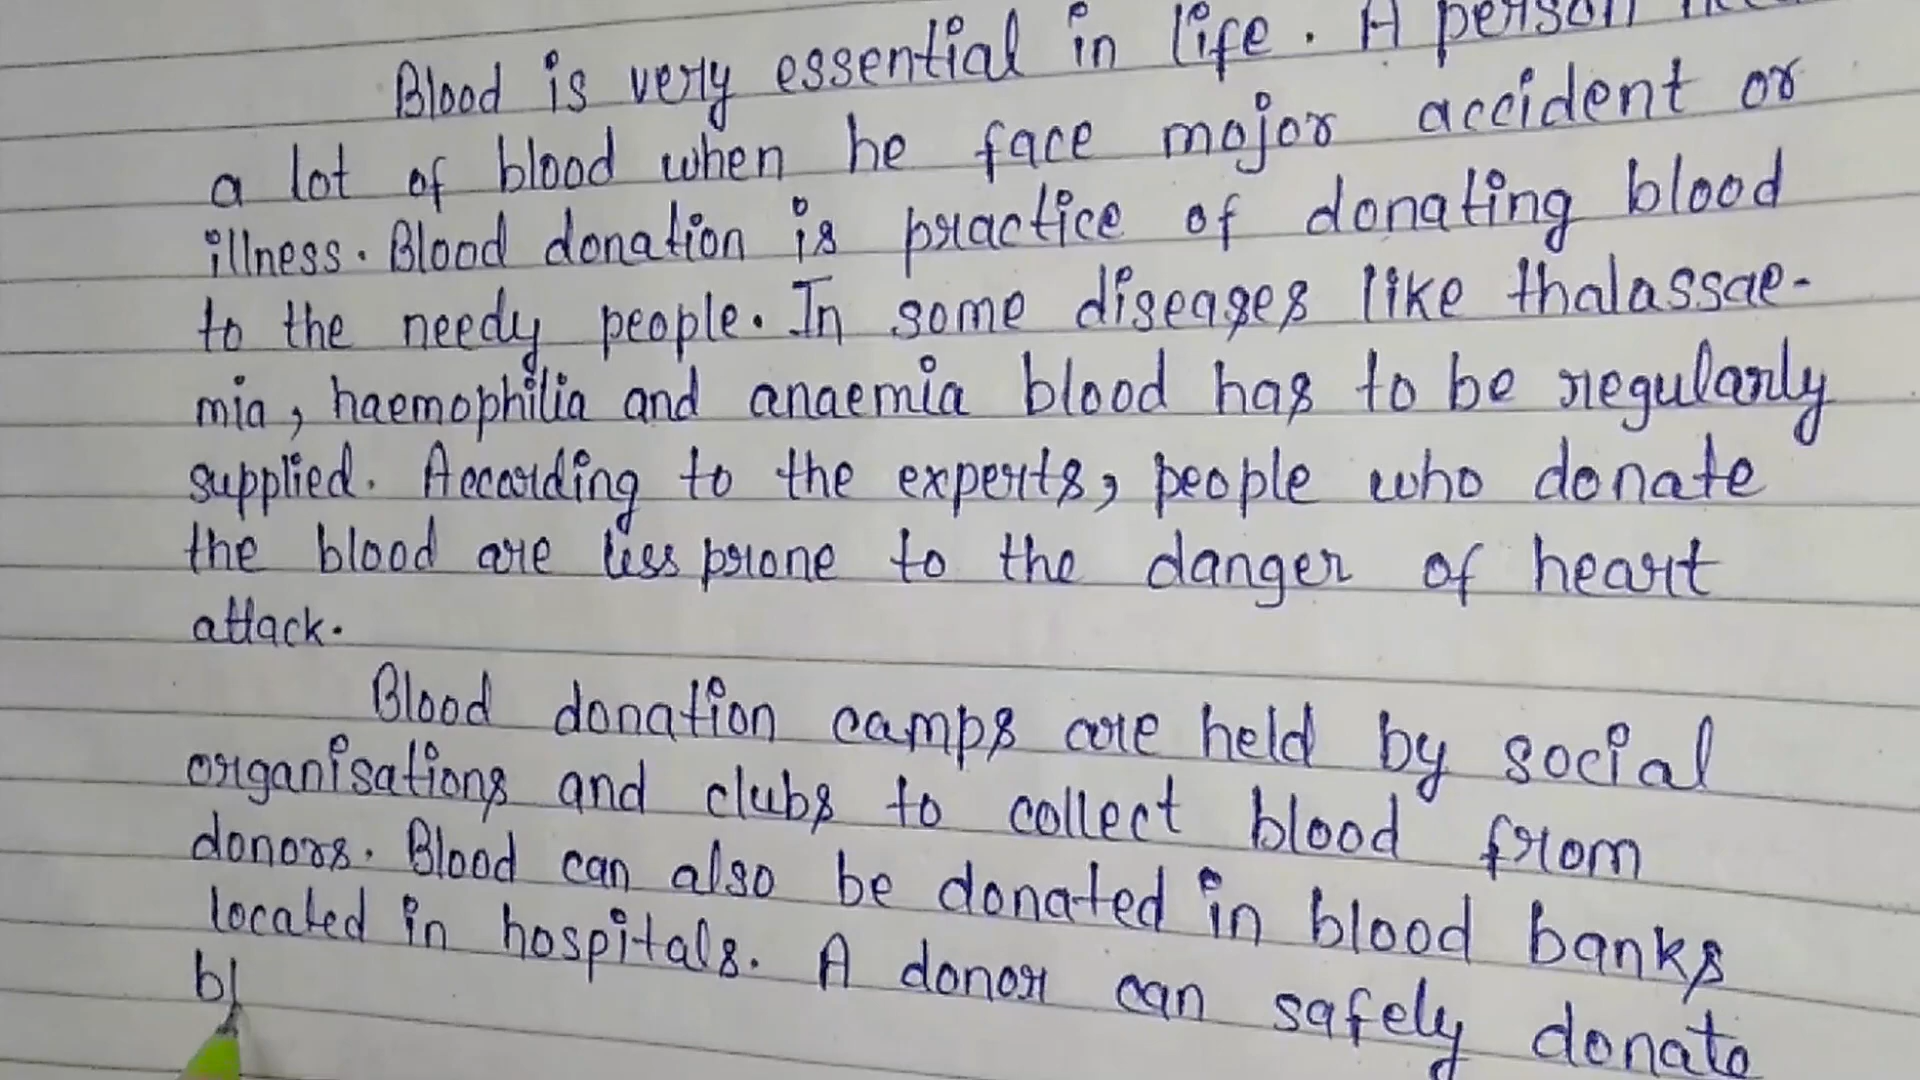 Blood is very essential in life. A person
a lot of blood when he face major accident or
illness. Blood donation is practice of donating blood
to the needy people. In some diseases like thalassae-
mia, haemophilia and anaemia blood has to be regularly
supplied. According to the experts, people who donate
the blood are less prone to the danger of heart
attack.
Blood donation camps are held by social
organisations and clubs to collect blood from
donors. Blood can also be donated in blood banks
located in hospitals. A donor can safely donate
bl